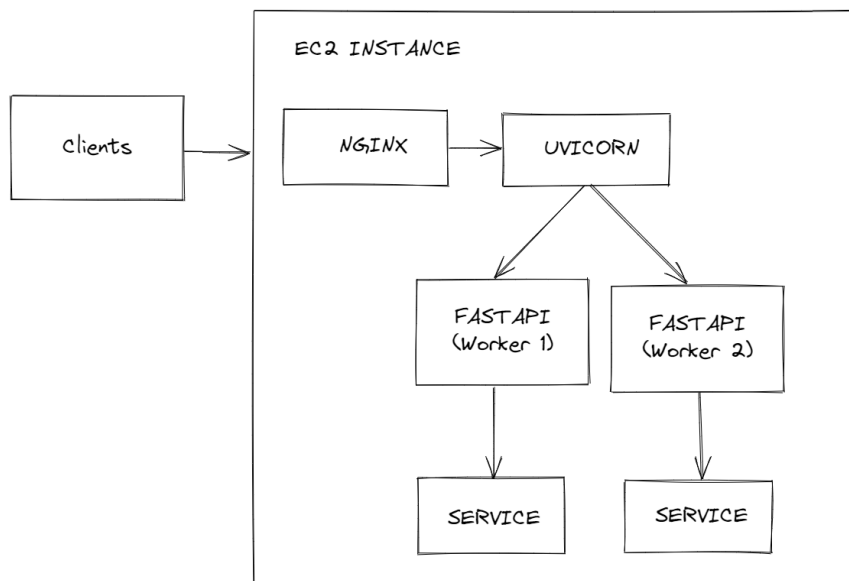 EC2 INSTANCE
Clients
NGINX
UVICORN
FASTAPI
(Worker 1)
FASTAPI
(Worker 2)
SERVICE
SERVICE